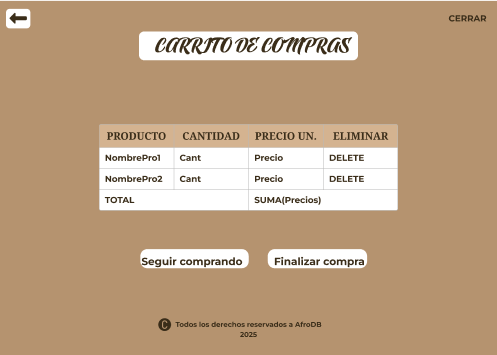 CERRAR
CARRITO DE COMPRAS
PRODUCTO CANTIDAD PRECIO UN. ELIMINAR
NombrePro1 Cant Precio DELETE
NombrePro2 Cant Precio DELETE
TOTAL SUMA(Precios)
Seguir comprando Finalizar compra
© Todos los derechos reservados a AfroDB
2025